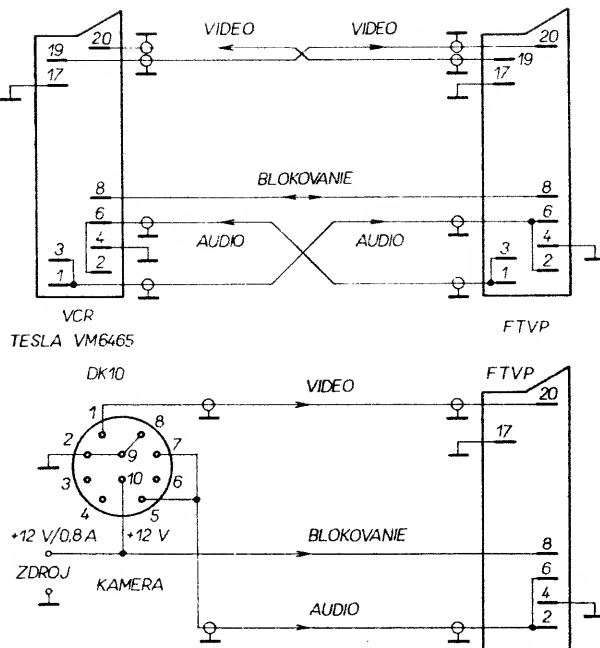 20 VIDEO VIDEO 20
19 19
17 17
BLOKOVANIE
8 8
6 6
AUDIO AUDIO
4 4
3 2 3 2
1 1
VCR FTVP
TESLA VM6465
DK10 FTVP
VIDEO 20
1 8
2 7 17
9
10
3 6
4 5
+12 V/0,8 A +12 V
BLOKOVANIE 8
ZDROJ KAMERA
6
AUDIO 4
2